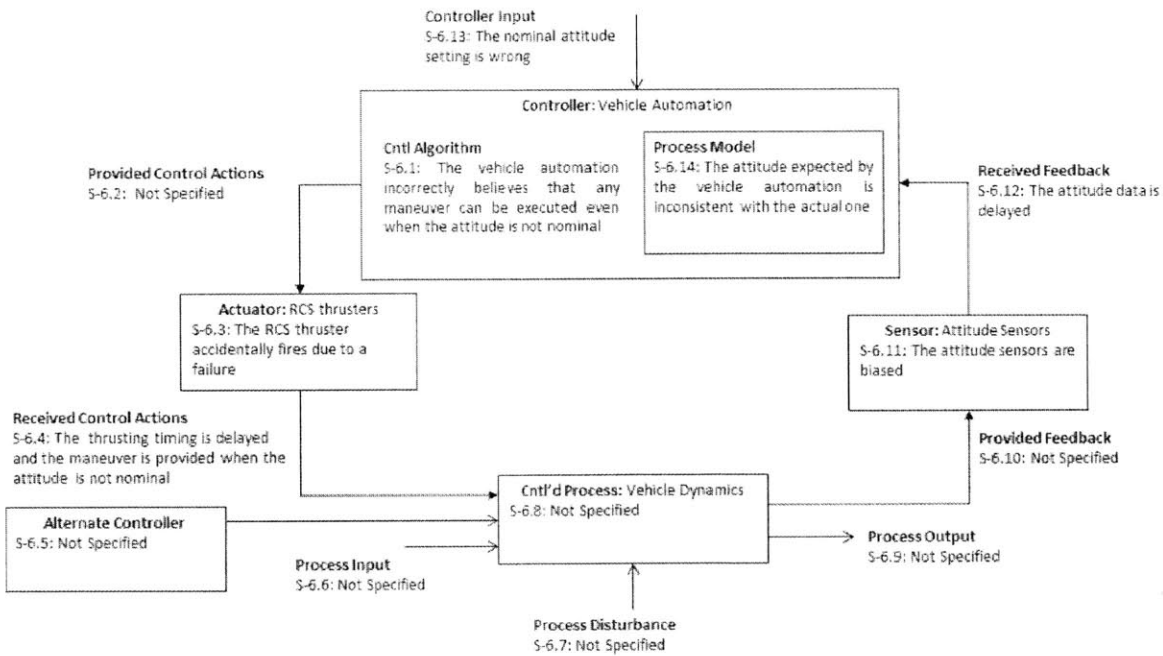 Controller Input
S-6.13: The nominal attitude
setting is wrong
Controller: Vehicle Automation
Cntl Algorithm
S-6.1: The vehicle automation
incorrectly believes that any
maneuver can be executed even
when the attitude is not nominal
Process Model
S-6.14: The attitude expected by
the vehicle automation is
inconsistent with the actual one
Provided Control Actions
S-6.2: Not Specified
Received Feedback
S-6.12: The attitude data is
delayed
Actuator: RCS thrusters
S-6.3: The RCS thruster
accidentally fires due to a
failure
Sensor: Attitude Sensors
S-6.11: The attitude sensors are
biased
Received Control Actions
S-6.4: The thrusting timing is delayed
and the maneuver is provided when the
attitude is not nominal
Provided Feedback
S-6.10: Not Specified
Cntl'd Process: Vehicle Dynamics
S-6.8: Not Specified
Alternate Controller
S-6.5: Not Specified
Process Input
S-6.6: Not Specified
Process Output
S-6.9: Not Specified
Process Disturbance
S-6.7: Not Specified